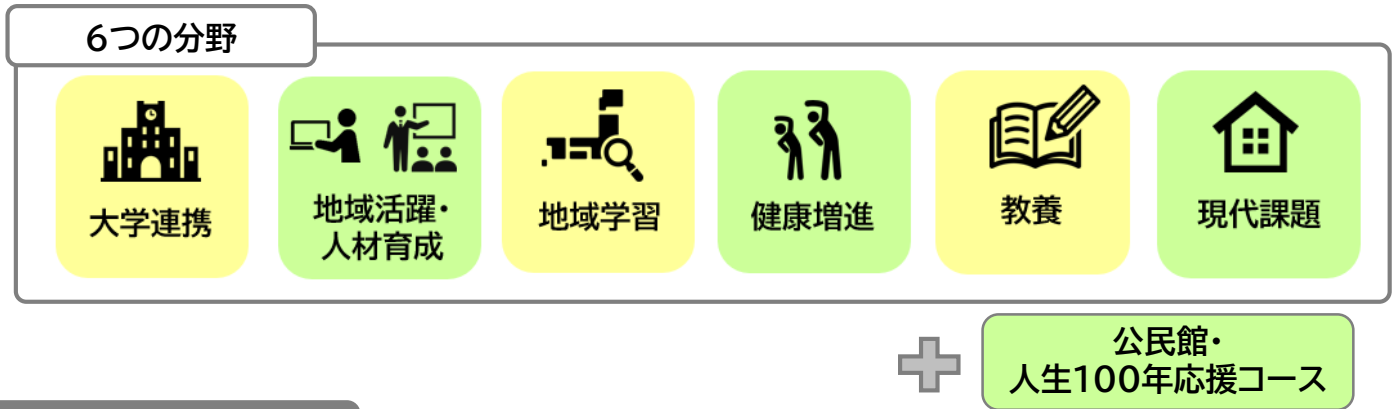 6つの分野
大学連携
地域活躍・
人材育成
地域学習
健康増進
教養
現代課題
公民館・
人生100年応援コース